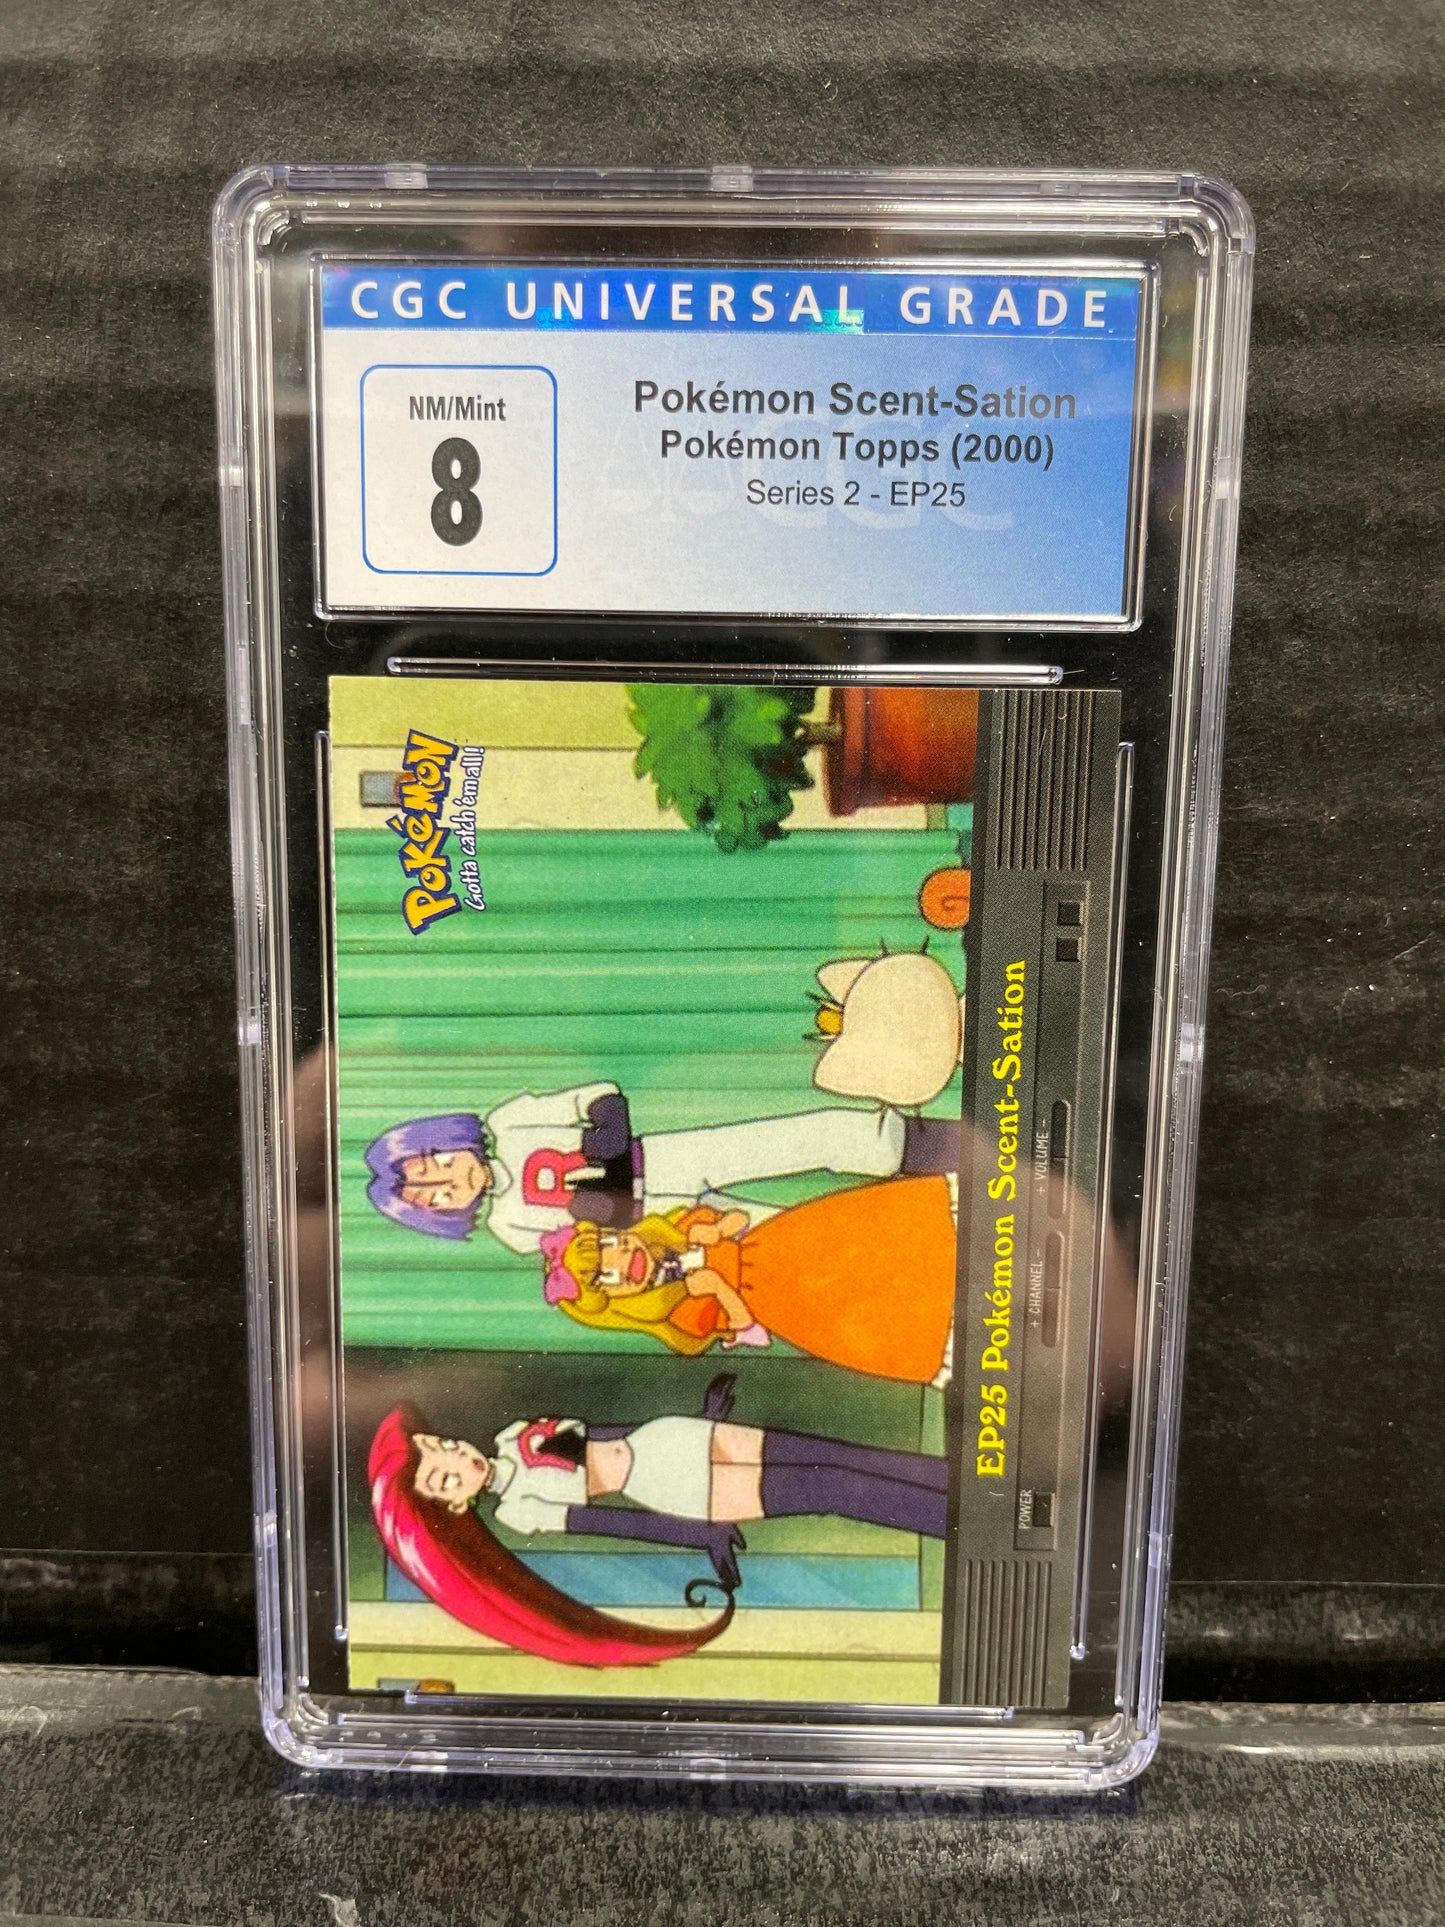 CGC UNIVERSAL GRADE
NM/Mint
8
Pokémon Scent-Sation
Pokémon Topps (2000)
Series 2 - EP25
POKéMON
Gotta catch 'em all!
R
EP25 Pokémon Scent-Sation
POWER
+ CHANNEL -
+ VOLUME -